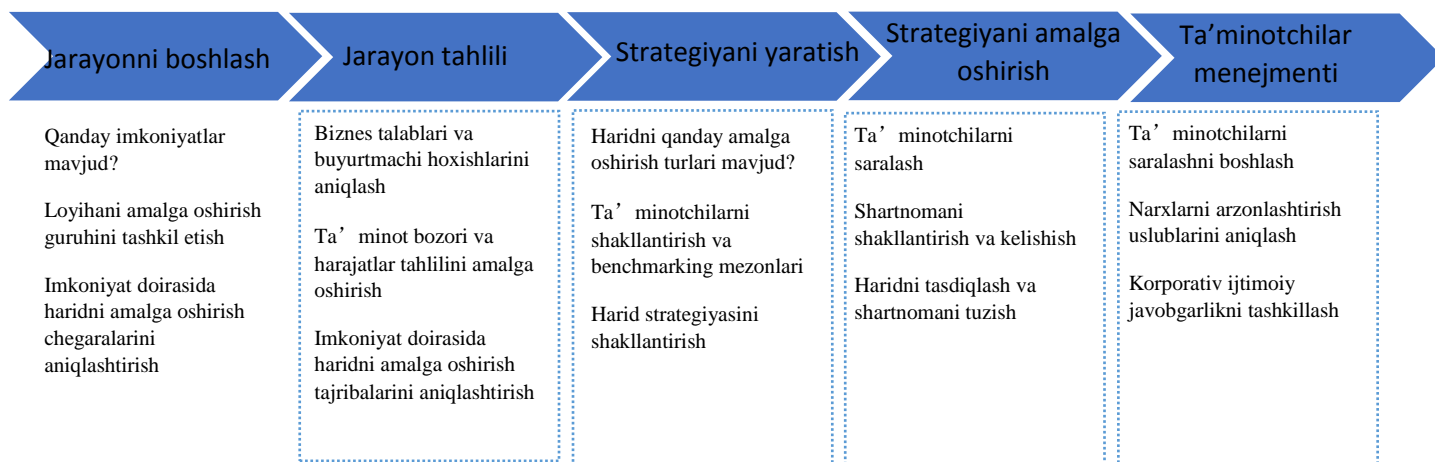 Jarayonni boshlash
Jarayon tahlili
Strategiyani yaratish
Strategiyani amalga
oshirish
Ta’minotchilar
menejmenti
Qanday imkoniyatlar
mavjud?
Loyihani amalga oshirish
guruhini tashkil etish
Imkoniyat doirasida
haridni amalga oshirish
chegaralarini
aniqlashtirish
Biznes talablari va
buyurtmachi hoxishlarini
aniqlash
Ta’ minot bozori va
harajatlar tahlilini amalga
oshirish
Imkoniyat doirasida
haridni amalga oshirish
tajribalarini aniqlashtirish
Haridni qanday amalga
oshirish turlari mavjud?
Ta’ minotchilarni
shakllantirish va
benchmarking mezonlari
Harid strategiyasini
shakllantirish
Ta’ minotchilarni
saralash
Shartnomani
shakllantirish va kelishish
Haridni tasdiqlash va
shartnomani tuzish
Ta’ minotchilarni
saralashni boshlash
Narxlarni arzonlashtirish
uslublarini aniqlash
Korporativ ijtimoiy
javobgarlikni tashkillash